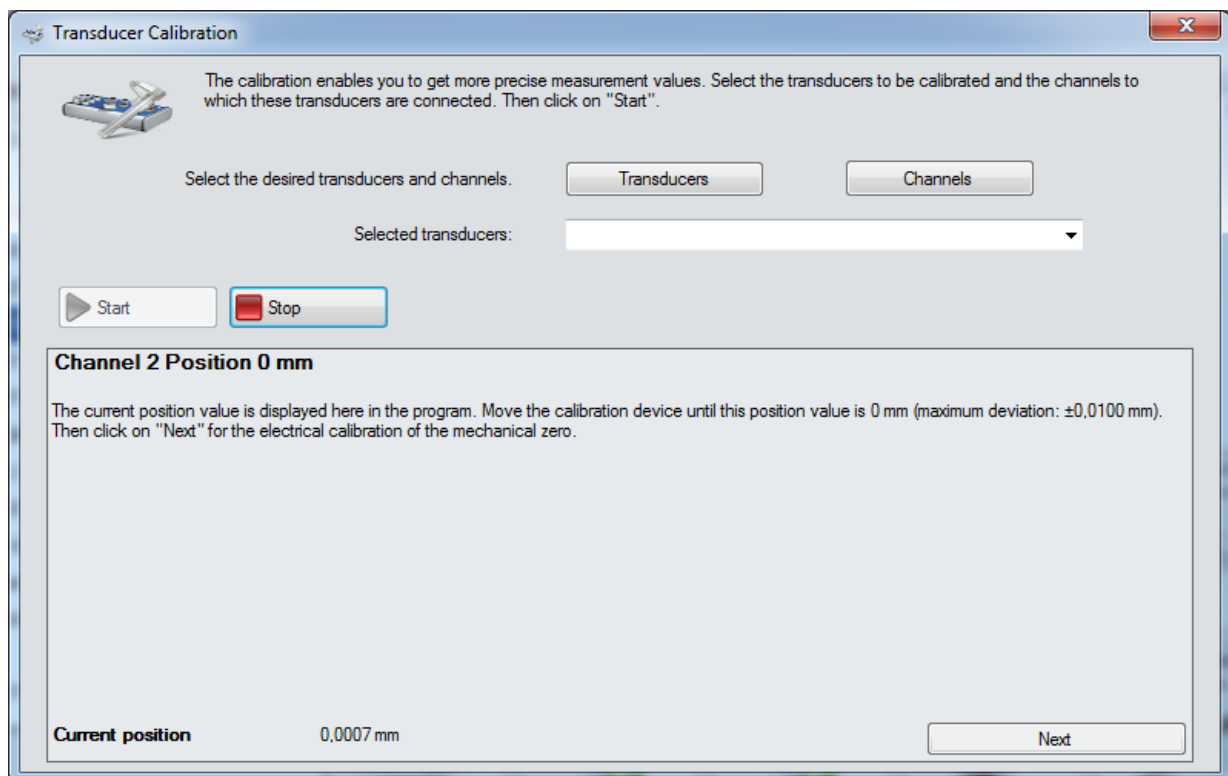 Transducer Calibration
The calibration enables you to get more precise measurement values. Select the transducers to be calibrated and the channels to
which these transducers are connected. Then click on "Start".
Select the desired transducers and channels.
Transducers
Channels
Selected transducers:
Start
Stop
Channel 2 Position 0 mm
The current position value is displayed here in the program. Move the calibration device until this position value is 0 mm (maximum deviation: ±0,0100 mm).
Then click on "Next" for the electrical calibration of the mechanical zero.
Current position
0,0007 mm
Next